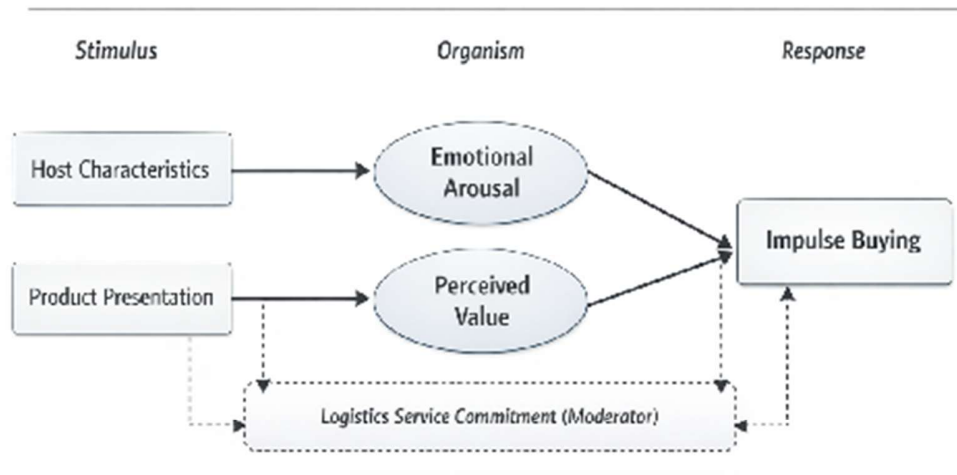 Stimulus
Organism
Response
Host Characteristics
Emotional
Arousal
Impulse Buying
Product Presentation
Perceived
Value
Logistics Service Commitment (Moderator)